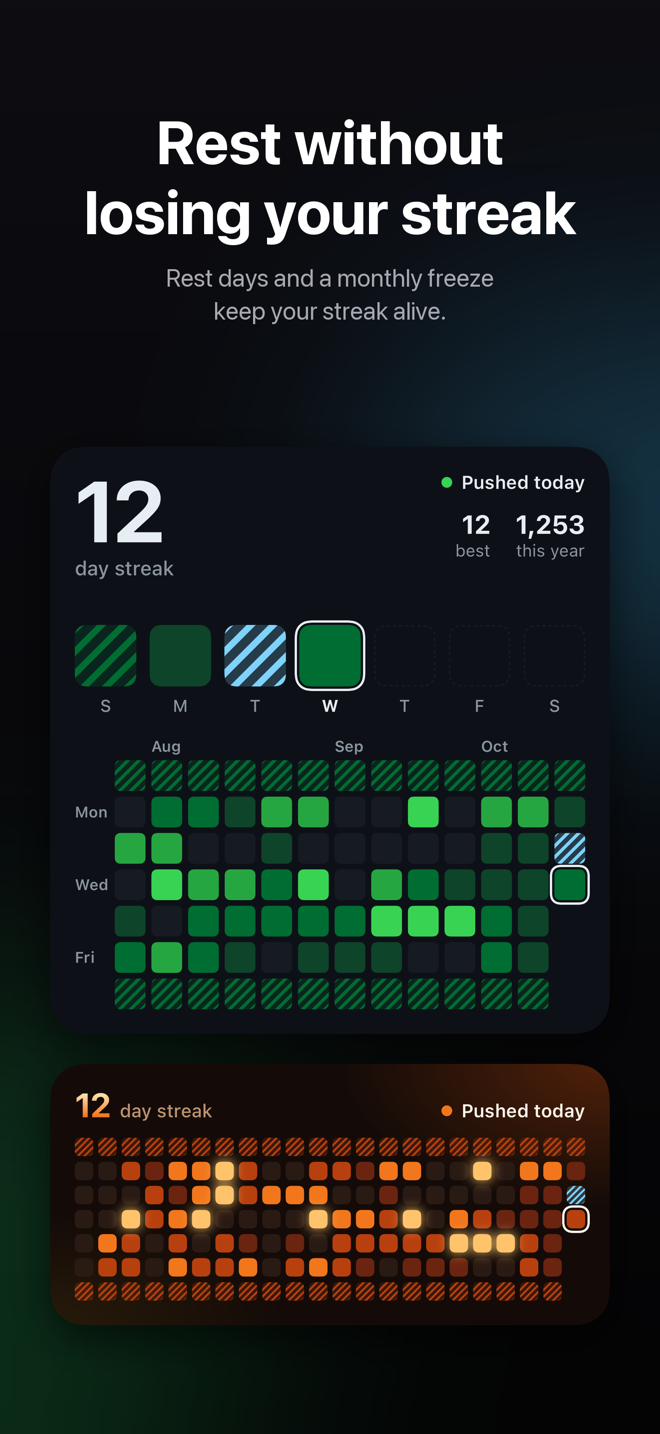 Rest without
losing your streak
Rest days and a monthly freeze
keep your streak alive.
12
day streak
Pushed today
12 1,253
best this year
S M T W T F S
Aug Sep Oct
Mon
Wed
Fri
12 day streak
Pushed today